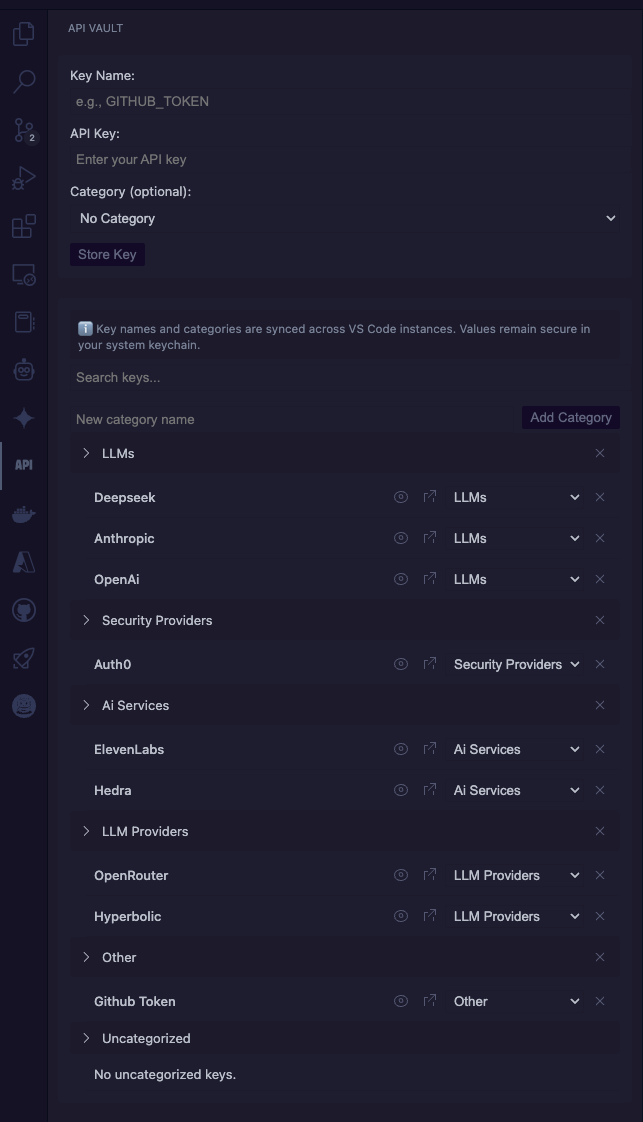 API VAULT
Key Name:
e.g., GITHUB_TOKEN
API Key:
Enter your API key
Category (optional):
No Category
Store Key
2
API
ℹ️ Key names and categories are synced across VS Code instances. Values remain secure in
your system keychain.
Search keys...
New category name
Add Category
LLMs
Deepseek LLMs
Anthropic LLMs
OpenAi LLMs
Security Providers
Auth0 Security Providers
Ai Services
ElevenLabs Ai Services
Hedra Ai Services
LLM Providers
OpenRouter LLM Providers
Hyperbolic LLM Providers
Other
Github Token Other
Uncategorized
No uncategorized keys.